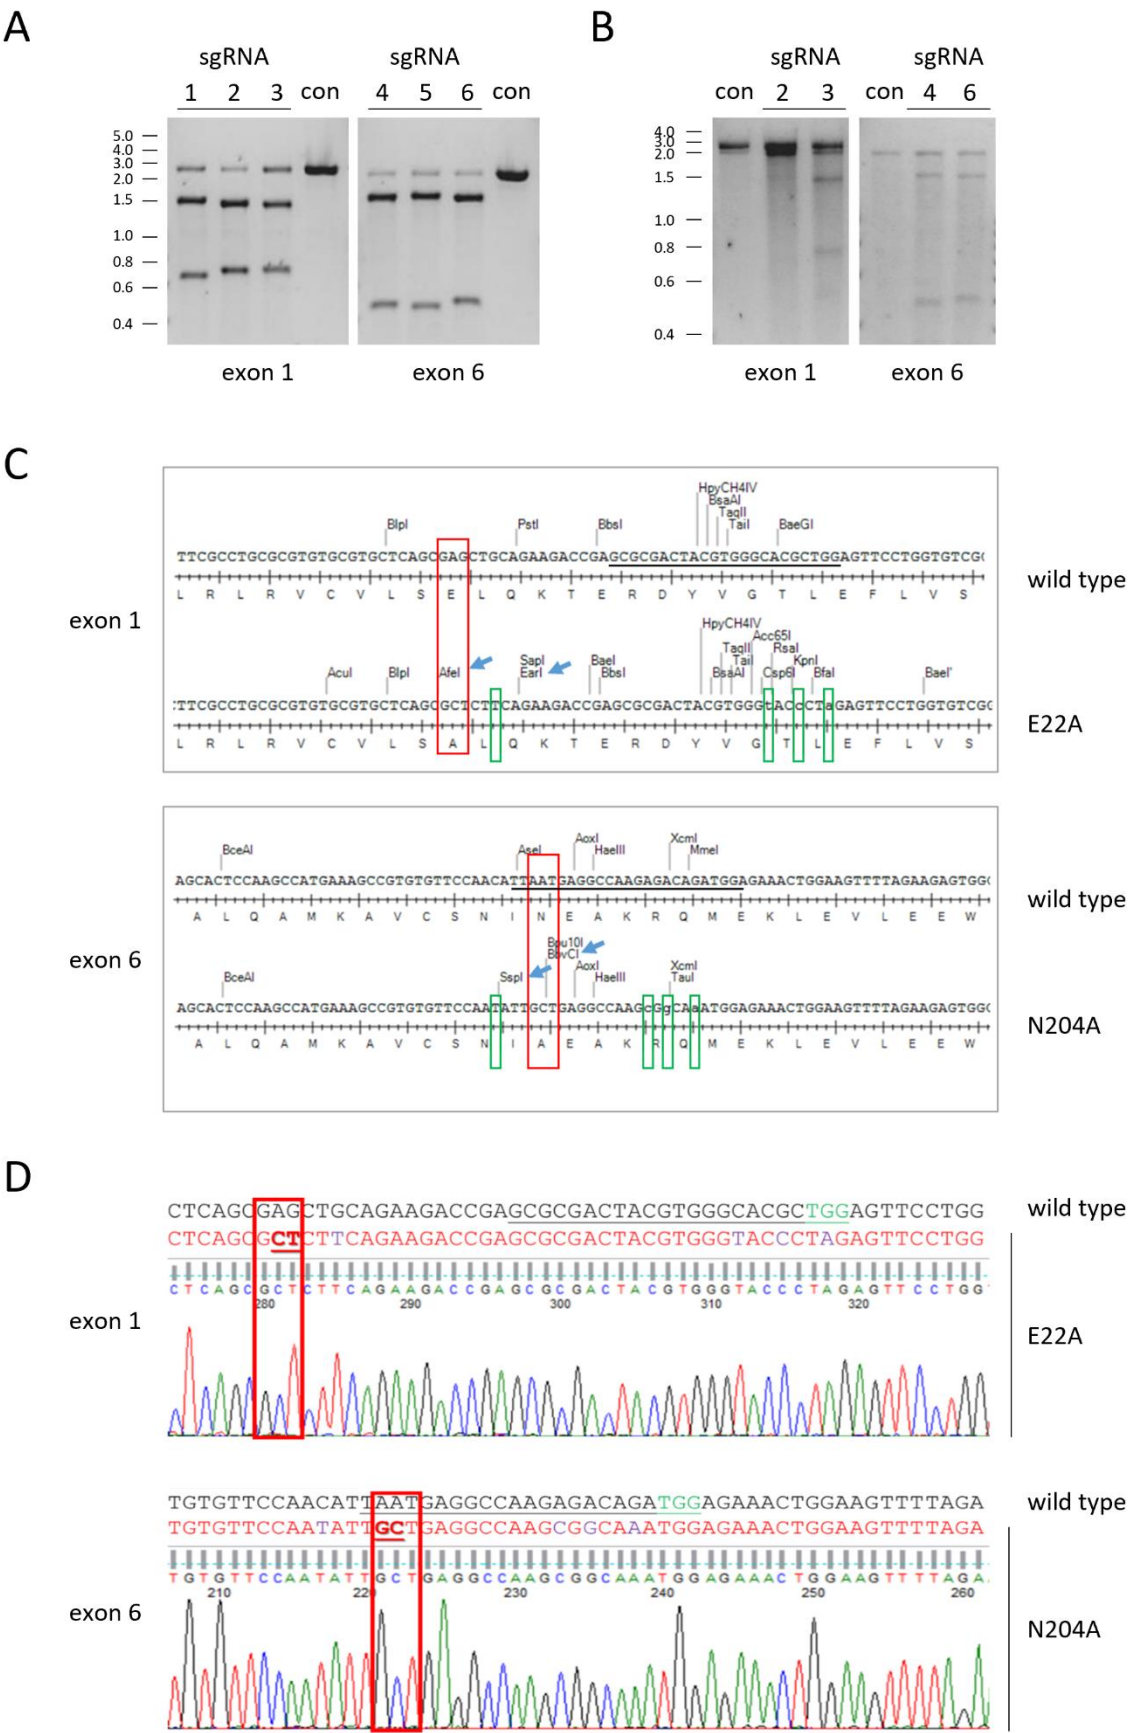 A
B
sgRNA
sgRNA
sgRNA
sgRNA
1 2 3 con
4 5 6 con
con 2 3
con 4 6
5.0
4.0
3.0
2.0
1.5
1.0
0.8
0.6
0.4
4.0
3.0
2.0
1.5
1.0
0.8
0.6
0.4
exon 1
exon 6
exon 1
exon 6
C
HpyCH4IV
BsaAI
TaqII
BlpI PstI BbsI TaiI BaeGI
TTCGCCTGCGCGTGTGCGTGCTCAGCGAGCTGCAGAAGACCGAGCGCGACTACGTGGGCACGCTGGAGTTCCTGGTGTCG
wild type
L R L R V C V L S E L Q K T E R D Y V G T L E F L V S
exon 1
HpyCH4IV
Acc65I
TaqII RsaI
SapI BaeI TaiI KpnI
AcuI BlpI AfeI EarI BbsI BsaAI Csp6I BfaI BaeI'
TTCGCCTGCGCGTGTGCGTGCTCAGCGCTCTTCAGAAGACCGAGCGCGACTACGTGGGtACcCTaGAGTTCCTGGTGTCG
E22A
L R L R V C V L S A L Q K T E R D Y V G T L E F L V S
AoxI XcmI
BceAI AseI HaeIII MmeI
AGCACTCCAAGCCATGAAAGCCGTGTGTTCCAACATTAATGAGGCCAAGAGACAGATGGAGAAACTGGAAGTTTTAGAAGAGTGG
wild type
A L Q A M K A V C S N I N E A K R Q M E K L E V L E E W
exon 6
Bpu10I
BbvCI
AoxI XcmI
BceAI SspI HaeIII TauI
AGCACTCCAAGCCATGAAAGCCGTGTGTTCCAATATTGCTGAGGCCAAGcGgCAaATGGAGAAACTGGAAGTTTTAGAAGAGTGG
N204A
A L Q A M K A V C S N I A E A K R Q M E K L E V L E E W
D
CTCAGCGAGCTGCAGAAGACCGAGCGCGACTACGTGGGCACGCTGGAGTTCCTGG
wild type
CTCAGCGCTCTTCAGAAGACCGAGCGCGACTACGTGGGTACCCTAGAGTTCCTGG
CTCAGCGCTCTTCAGAAGACCGAGCGCGACTACGTGGGTACCCTAGAGTTCCTGG
280 290 300 310 320
exon 1
E22A
TGTGTTCCAACATTAATGAGGCCAAGAGACAGATGGAGAAACTGGAAGTTTTAGA
wild type
TGTGTTCCAATATTGCTGAGGCCAAGCGGCAAATGGAGAAACTGGAAGTTTTAGA
TGTGTTCCAATATTGCTGAGGCCAAGCGGCAAATGGAGAAACTGGAAGTTTTAGA
210 220 230 240 250 260
exon 6
N204A